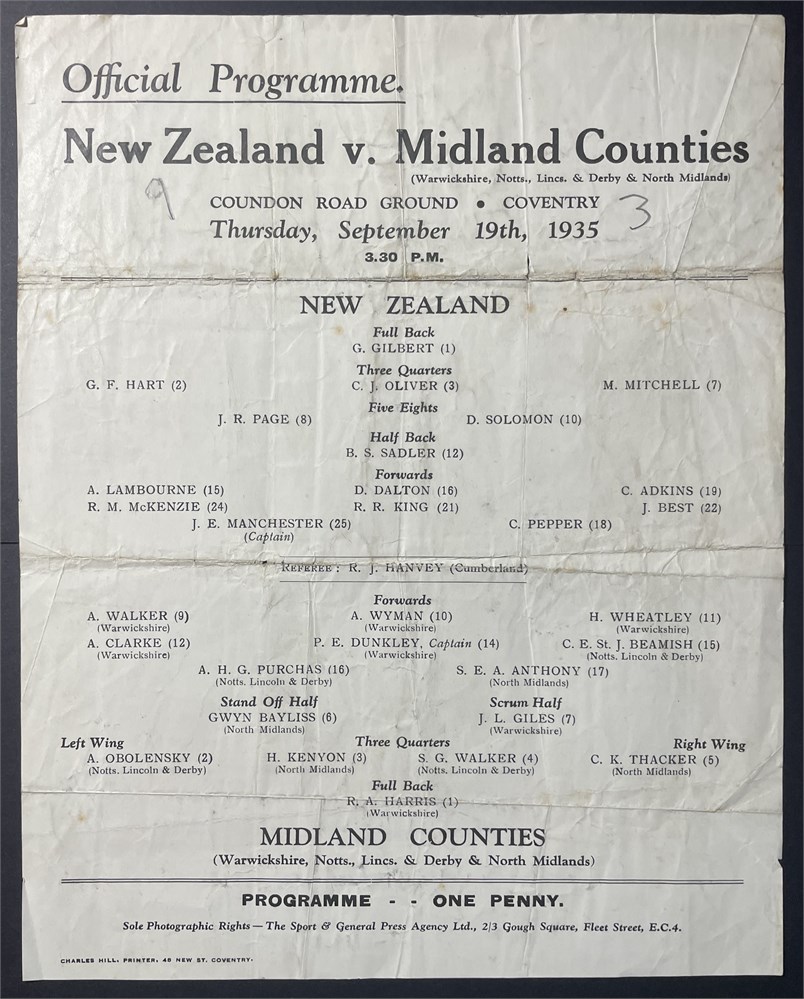 Official Programme.
New Zealand v. Midland Counties
(Warwickshire, Notts., Lincs. & Derby & North Midlands)
9 COUNDON ROAD GROUND • COVENTRY 3
Thursday, September 19th, 1935
3.30 P.M.
NEW ZEALAND
Full Back
G. GILBERT (1)
Three Quarters
G. F. HART (2) C. J. OLIVER (3) M. MITCHELL (7)
Five Eights
J. R. PAGE (8) D. SOLOMON (10)
Half Back
B. S. SADLER (12)
Forwards
A. LAMBOURNE (15) D. DALTON (16) C. ADKINS (19)
R. M. McKENZIE (24) R. R. KING (21) J. BEST (22)
J. E. MANCHESTER (25) C. PEPPER (18)
(Captain)
REFEREE: R. J. HANVEY (Cumberland)
Forwards
A. WALKER (9) A. WYMAN (10) H. WHEATLEY (11)
(Warwickshire) (Warwickshire) (Warwickshire)
A. CLARKE (12) P. E. DUNKLEY, Captain (14) C. E. St. J. BEAMISH (15)
(Warwickshire) (Warwickshire) (Notts. Lincoln & Derby)
A. H. G. PURCHAS (16) S. E. A. ANTHONY (17)
(Notts. Lincoln & Derby) (North Midlands)
Stand Off Half Scrum Half
GWYN BAYLISS (6) J. L. GILES (7)
(North Midlands) (Warwickshire)
Left Wing Three Quarters Right Wing
A. OBOLENSKY (2) H. KENYON (3) S. G. WALKER (4) C. K. THACKER (5)
(Notts. Lincoln & Derby) (North Midlands) (Notts. Lincoln & Derby) (North Midlands)
Full Back
R. A. HARRIS (1)
(Warwickshire)
MIDLAND COUNTIES
(Warwickshire, Notts., Lincs. & Derby & North Midlands)
PROGRAMME - - ONE PENNY.
Sole Photographic Rights — The Sport & General Press Agency Ltd., 2/3 Gough Square, Fleet Street, E.C.4.
CHARLES HILL, PRINTER, 46 NEW ST. COVENTRY.